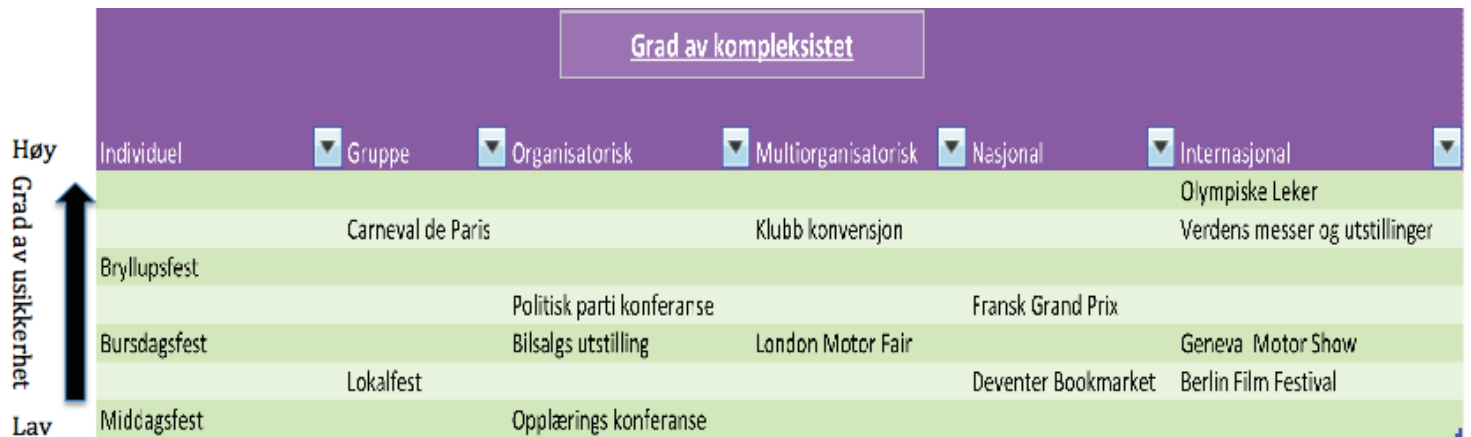 Grad av kompleksistet
Høy
Individuel Gruppe Organisatorisk Multiorganisatorisk Nasjonal Internasjonal
Grad av usikkerhet
Olympiske Leker
Carneval de Paris Klubb konvensjon Verdens messer og utstillinger
Bryllupsfest
Politisk parti konferanse Fransk Grand Prix
Bursdagsfest Bilsalgs utstilling London Motor Fair Geneva Motor Show
Lokalfest Deventer Bookmarket Berlin Film Festival
Lav
Middagsfest Opplærings konferanse